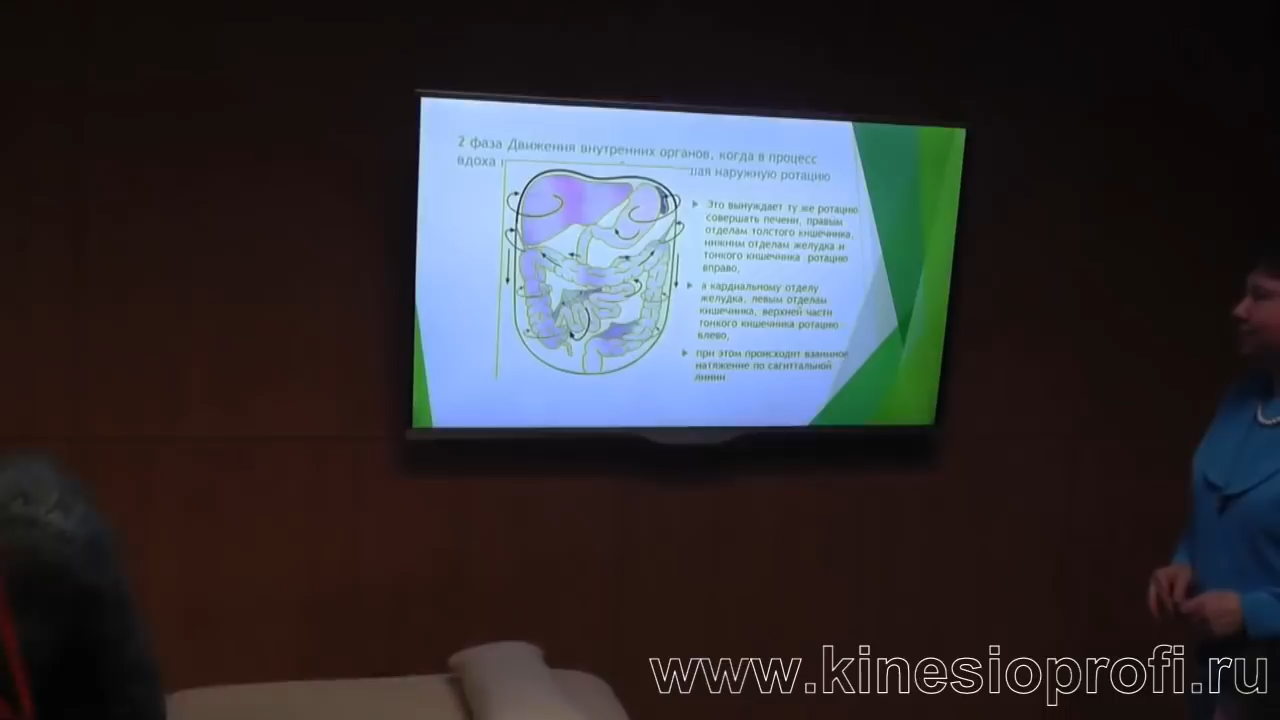 2 фаза Движения внутренних органов, когда в процесс
вдоха наружную ротацию
Это вынуждает ту же ротацию
совершать печени, правым
отделам толстого кишечника,
нижним отделам желудка и
тонкого кишечника ротацию
вправо,
а кардиальному отделу
желудка, левым отделам
кишечника, верхней части
тонкого кишечника ротацию
влево,
при этом происходит взаимное
натяжение по сагиттальной
линии
www.kinesioprofi.ru